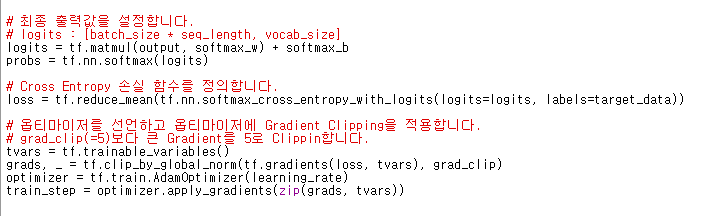 # 최종 출력값을 설정합니다.
# logits : [batch_size * seq_length, vocab_size]
logits = tf.matmul(output, softmax_w) + softmax_b
probs = tf.nn.softmax(logits)
# Cross Entropy 손실 함수를 정의합니다.
loss = tf.reduce_mean(tf.nn.softmax_cross_entropy_with_logits(logits=logits, labels=target_data))
# 옵티마이저를 선언하고 옵티마이저에 Gradient Clipping을 적용합니다.
# grad_clip(=5)보다 큰 Gradient를 5로 Clippin합니다.
tvars = tf.trainable_variables()
grads, _ = tf.clip_by_global_norm(tf.gradients(loss, tvars), grad_clip)
optimizer = tf.train.AdamOptimizer(learning_rate)
train_step = optimizer.apply_gradients(zip(grads, tvars))